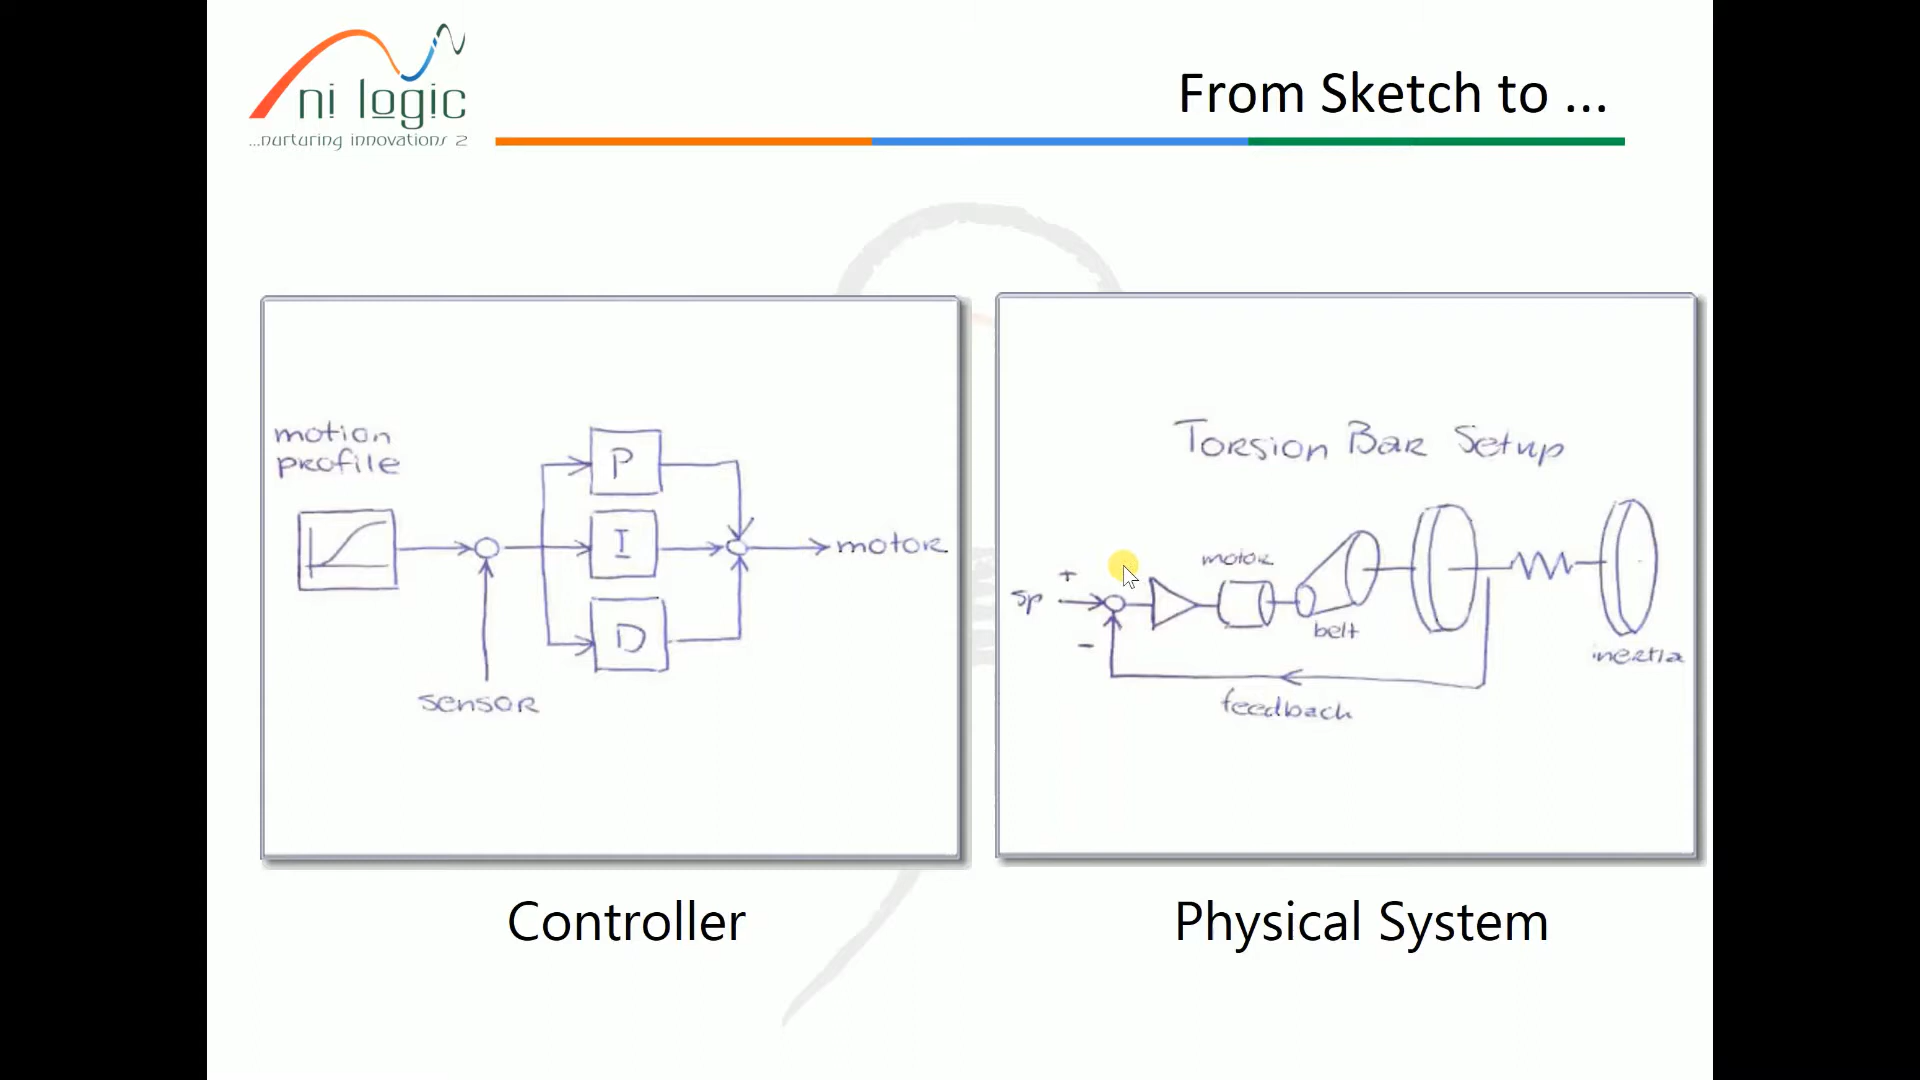 ni logic
...nurturing innovations 2
From Sketch to ...
motion
profile
P
I
D
motor
sensor
Controller
Torsion Bar Setup
sp
+
-
motor
belt
inertia
feedback
Physical System